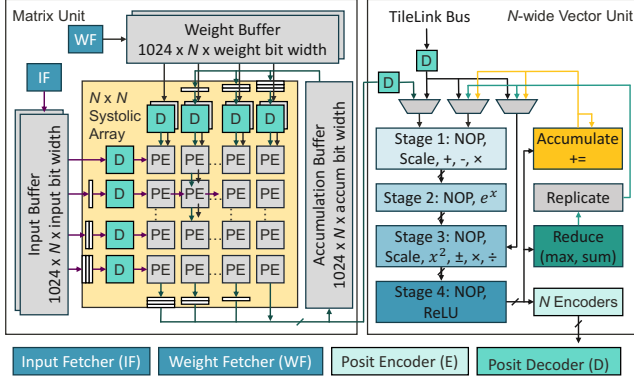 Matrix Unit
WF
Weight Buffer
1024 x N x weight bit width
IF
N x N
Systolic
Array
D
D
D
D
Input Buffer
1024 x N x input bit width
D
PE
PE
PE
PE
D
PE
PE
PE
PE
D
PE
PE
PE
PE
D
PE
PE
PE
PE
Accumulation Buffer
1024 x N x accum bit width
TileLink Bus
N-wide Vector Unit
D
D
Stage 1: NOP,
Scale, +, -, ×
Accumulate
+=
Stage 2: NOP, e^x
Replicate
Stage 3: NOP,
Scale, x², ±, ×, ÷
Reduce
(max, sum)
Stage 4: NOP,
ReLU
N Encoders
Input Fetcher (IF)
Weight Fetcher (WF)
Posit Encoder (E)
Posit Decoder (D)